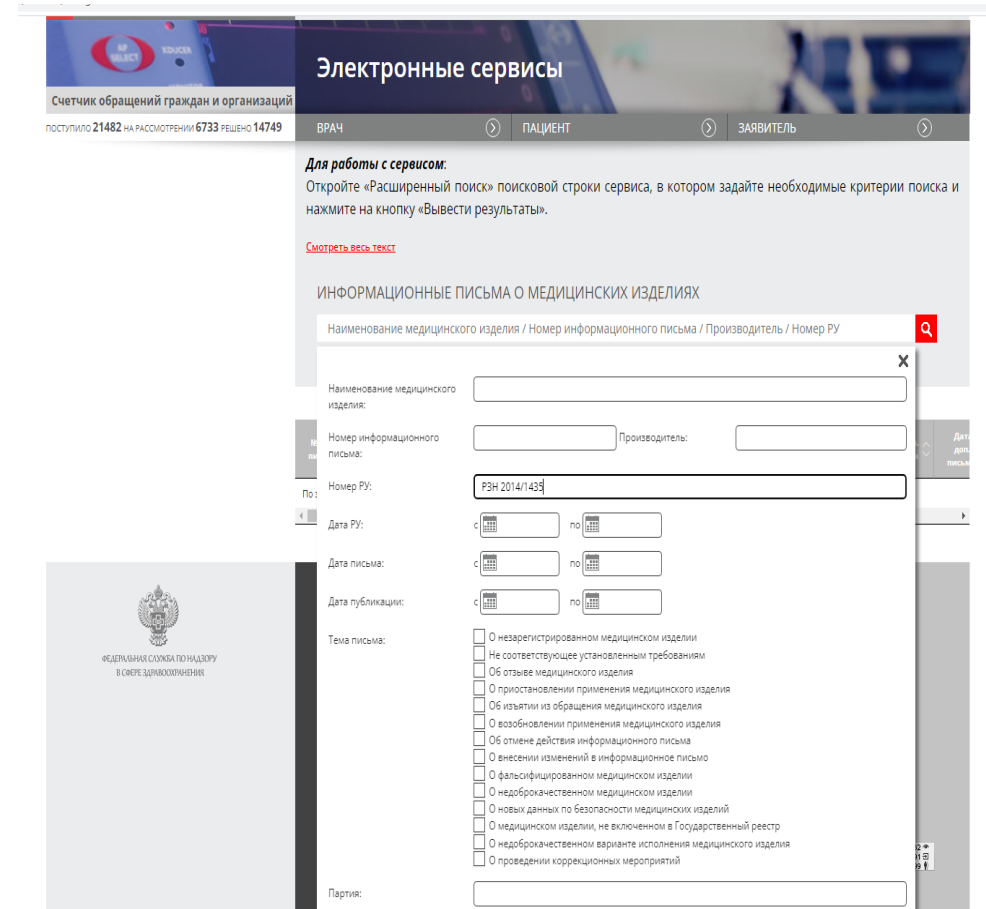 AP
SELECT
XDUCER
Электронные сервисы
Счетчик обращений граждан и организаций
ПОСТУПИЛО 21482 НА РАССМОТРЕНИИ 6733 РЕШЕНО 14749
ВРАЧ
ПАЦИЕНТ
ЗАЯВИТЕЛЬ
Для работы с сервисом:
Откройте «Расширенный поиск» поисковой строки сервиса, в котором задайте необходимые критерии поиска и
нажмите на кнопку «Вывести результаты».
Смотреть весь текст
ИНФОРМАЦИОННЫЕ ПИСЬМА О МЕДИЦИНСКИХ ИЗДЕЛИЯХ
Наименование медицинского изделия / Номер информационного письма / Производитель / Номер РУ
Наименование медицинского
изделия:
Номер информационного
письма:
Производитель:
Дата
доп.
Номер РУ:
РЗН 2014/1435
По
Дата РУ:
с
по
Дата письма:
с
по
Дата публикации:
с
по
Тема письма:
О незарегистрированном медицинском изделии
Не соответствующее установленным требованиям
Об отзыве медицинского изделия
О приостановлении применения медицинского изделия
Об изъятии из обращения медицинского изделия
О возобновлении применения медицинского изделия
Об отмене действия информационного письма
О внесении изменений в информационное письмо
О фальсифицированном медицинском изделии
О недоброкачественном медицинском изделии
О новых данных по безопасности медицинских изделий
О медицинском изделии, не включенном в Государственный реестр
О недоброкачественном варианте исполнения медицинского изделия
О проведении коррекционных мероприятий
Партия:
ФЕДЕРАЛЬНАЯ СЛУЖБА ПО НАДЗОРУ
В СФЕРЕ ЗДРАВООХРАНЕНИЯ